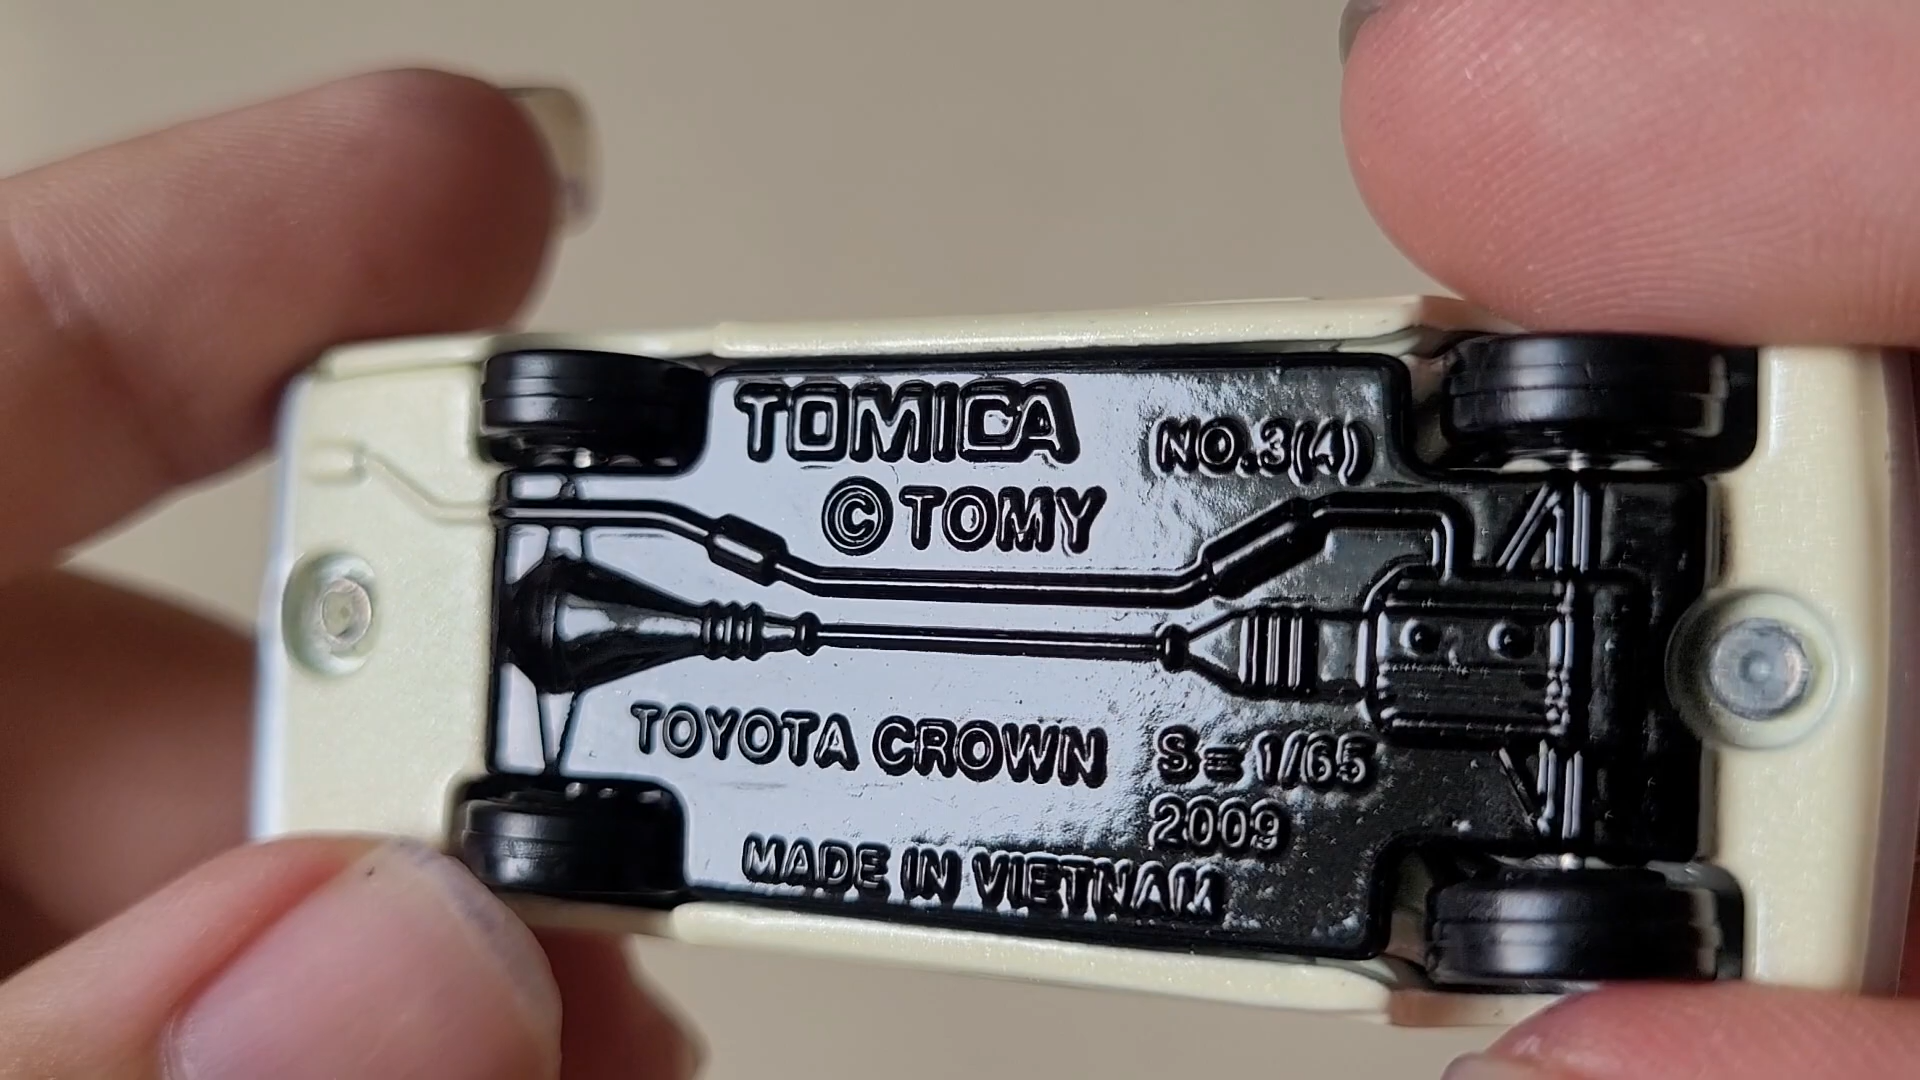 TOMICA NO.3(4)
© TOMY
TOYOTA CROWN S=1/65
2009
MADE IN VIETNAM